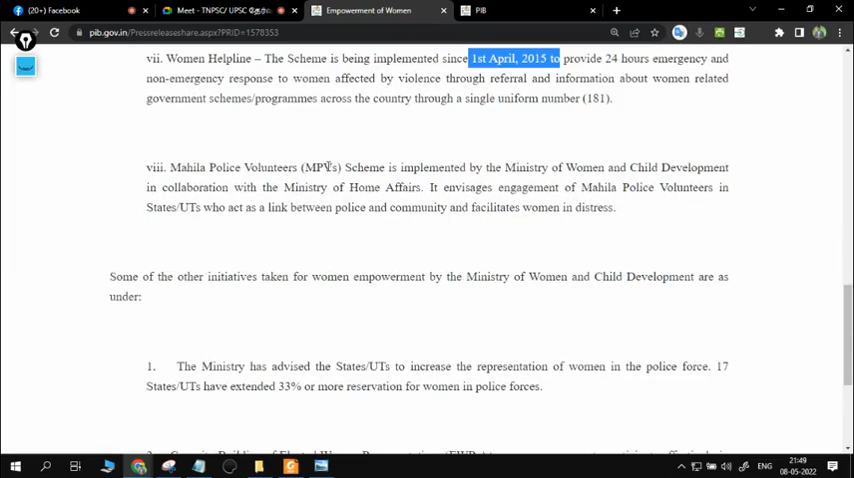 (20+) Facebook
Meet - TNPSC/ UPSC
Empowerment of Women
PIB
pib.gov.in/Pressreleaseshare.aspx?PRID=1578353
vii. Women Helpline – The Scheme is being implemented since 1st April, 2015 to provide 24 hours emergency and
non-emergency response to women affected by violence through referral and information about women related
government schemes/programmes across the country through a single uniform number (181).
viii. Mahila Police Volunteers (MPVs) Scheme is implemented by the Ministry of Women and Child Development
in collaboration with the Ministry of Home Affairs. It envisages engagement of Mahila Police Volunteers in
States/UTs who act as a link between police and community and facilitates women in distress.
Some of the other initiatives taken for women empowerment by the Ministry of Women and Child Development are as
under:
1. The Ministry has advised the States/UTs to increase the representation of women in the police force. 17
States/UTs have extended 33% or more reservation for women in police forces.
ENG
21:49
08-05-2022